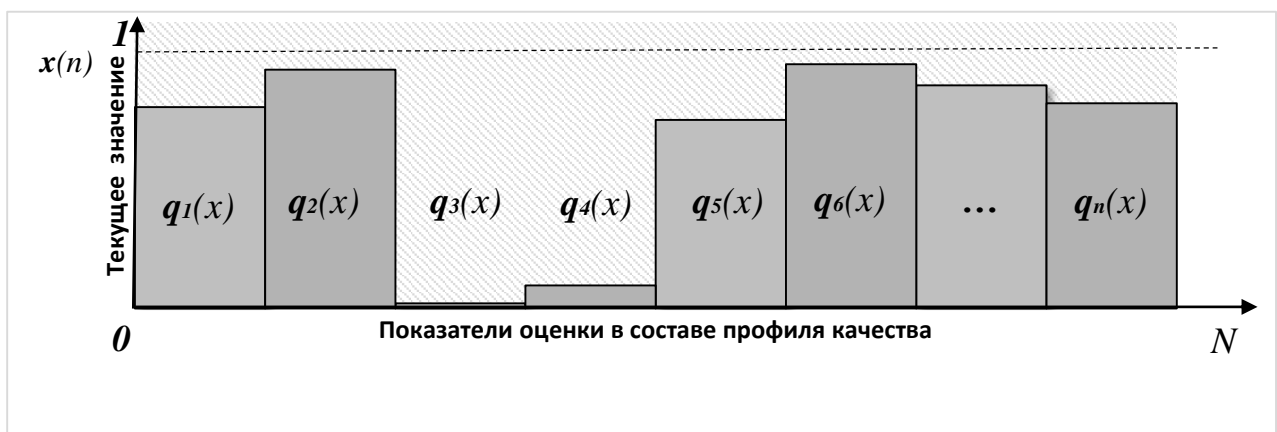 1
x(n)
Текущее значение
q1(x)
q2(x)
q3(x)
q4(x)
q5(x)
q6(x)
...
qn(x)
0
Показатели оценки в составе профиля качества
N